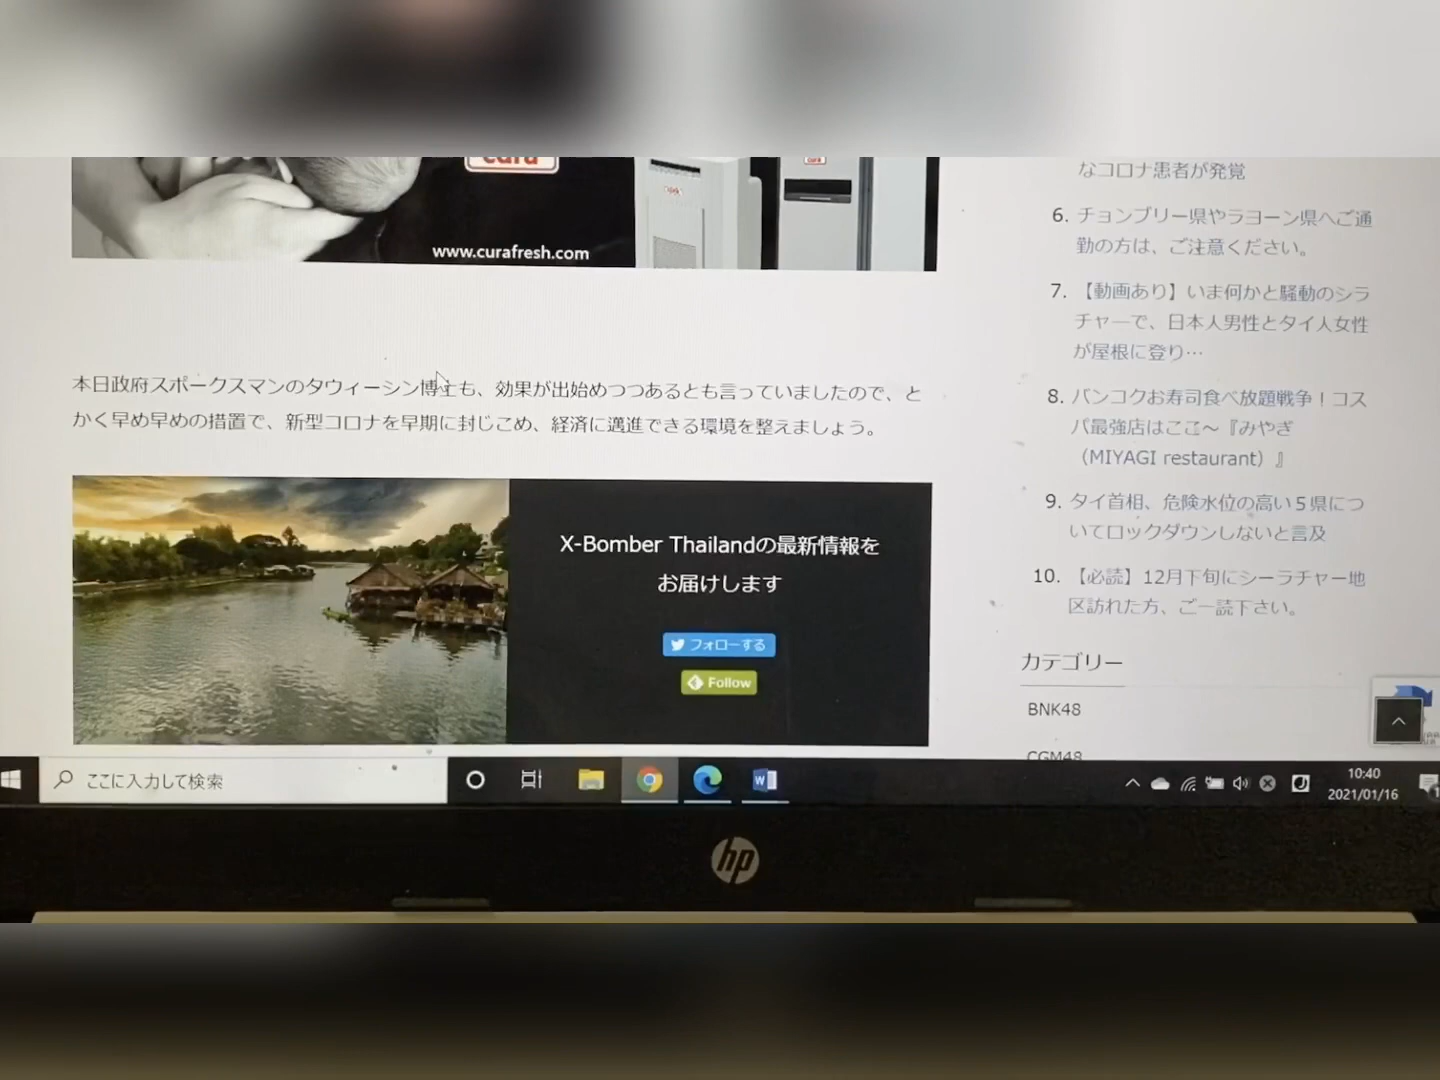 cura
www.curafresh.com
cura
本日政府スポークスマンのタウィーシン博士も、効果が出始めつつあるとも言っていましたので、と
かく早め早めの措置で、新型コロナを早期に封じこめ、経済に邁進できる環境を整えましょう。
X-Bomber Thailandの最新情報を
お届けします
フォローする
Follow
なコロナ患者が発覚
6. チョンブリー県やラヨーン県へご通
勤の方は、ご注意ください。
7. 【動画あり】いま何かと騒動のシラ
チャーで、日本人男性とタイ人女性
が屋根に登り…
8. バンコクお寿司食べ放題戦争！コス
パ最強店はここ～『みやぎ
（MIYAGI restaurant）』
9. タイ首相、危険水位の高い５県につ
いてロックダウンしないと言及
10. 【必読】12月下旬にシーラチャー地
区訪れた方、ご一読下さい。
カテゴリー
BNK48
CGM48
ここに入力して検索
10:40
2021/01/16
hp